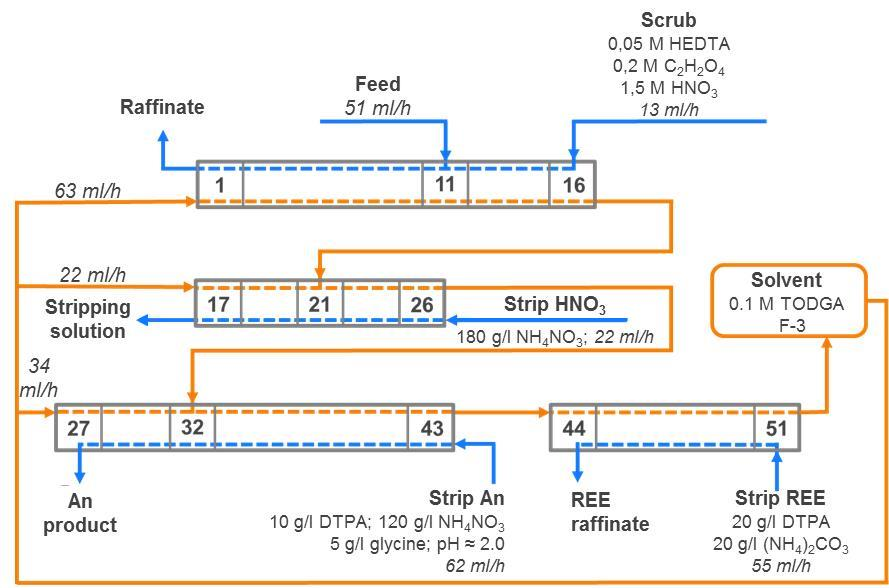 Scrub
0,05 M HEDTA
0,2 M C₂H₂O₄
1,5 M HNO₃
13 ml/h
Feed
51 ml/h
Raffinate
1
11
16
63 ml/h
22 ml/h
17
21
26
Stripping
solution
Strip HNO₃
180 g/l NH₄NO₃; 22 ml/h
Solvent
0.1 M TODGA
F-3
34
ml/h
27
32
43
44
51
An
product
Strip An
10 g/l DTPA; 120 g/l NH₄NO₃
5 g/l glycine; pH ≈ 2.0
62 ml/h
REE
raffinate
Strip REE
20 g/l DTPA
20 g/l (NH₄)₂CO₃
55 ml/h